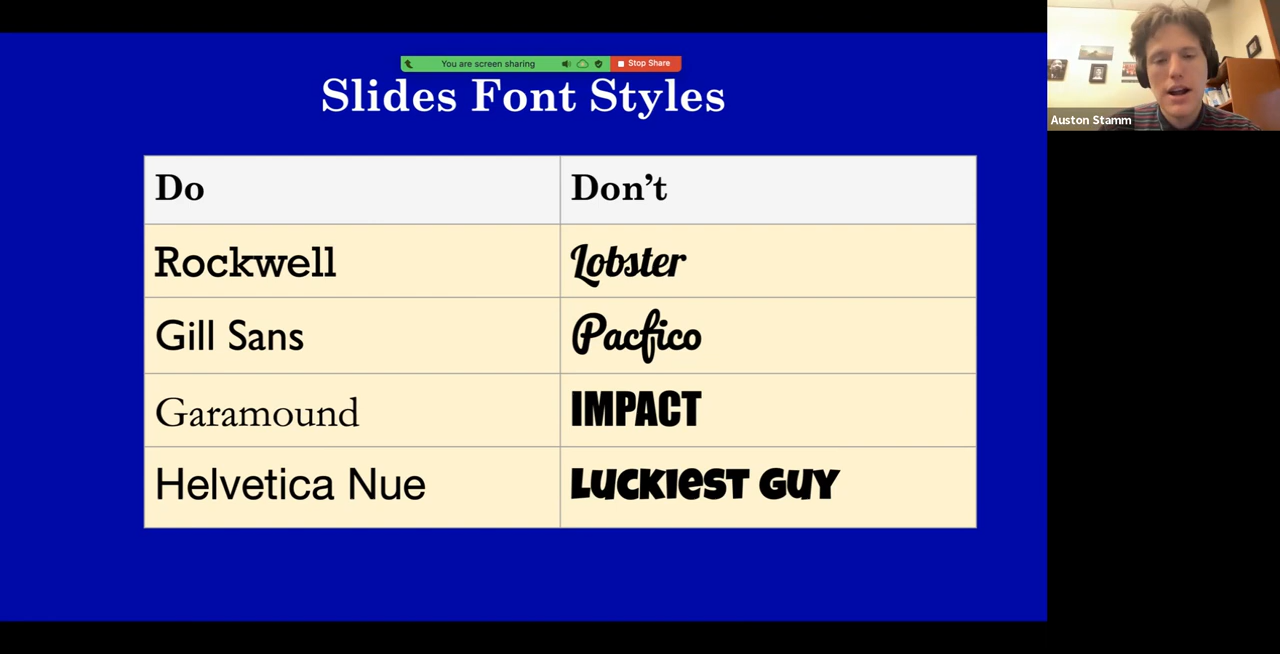 You are screen sharing
Stop Share
Slides Font Styles
Do
Don’t
Rockwell
Lobster
Gill Sans
Pacfico
Garamound
IMPACT
Helvetica Nue
LUCKIEST GUY
Auston Stamm